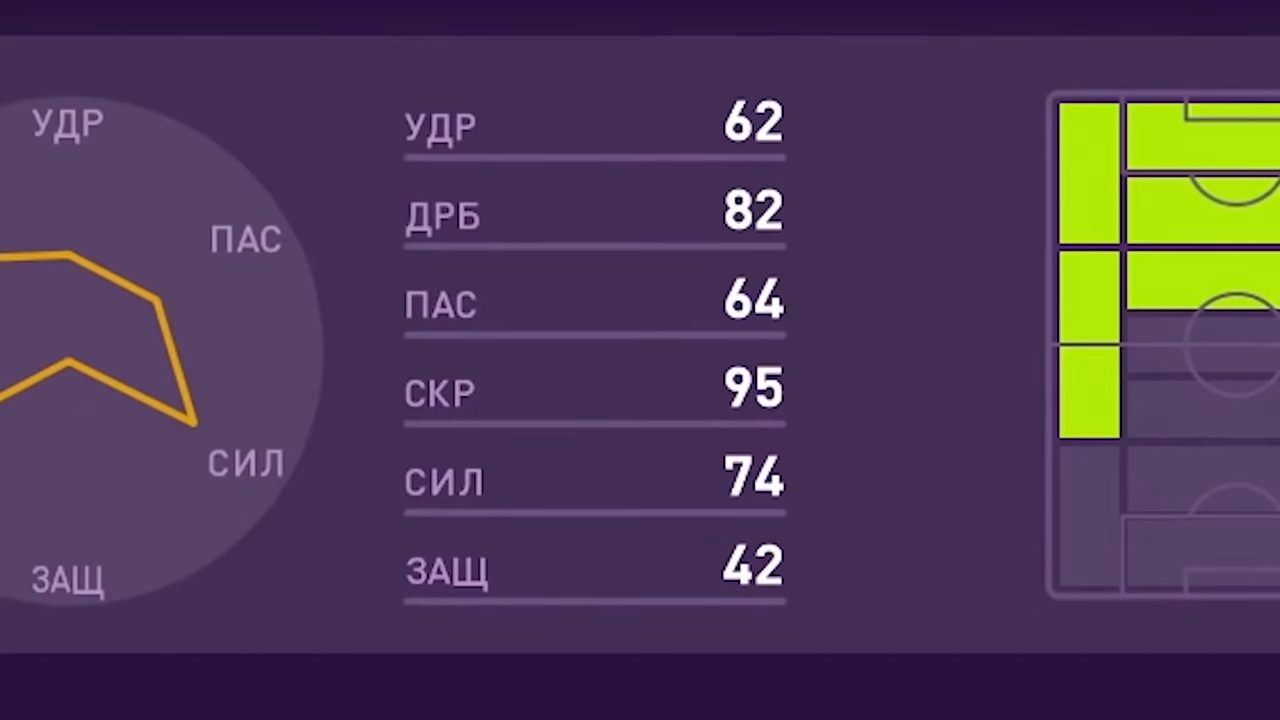 УДР
ПАС
СИЛ
ЗАЩ
УДР 62
ДРБ 82
ПАС 64
СКР 95
СИЛ 74
ЗАЩ 42